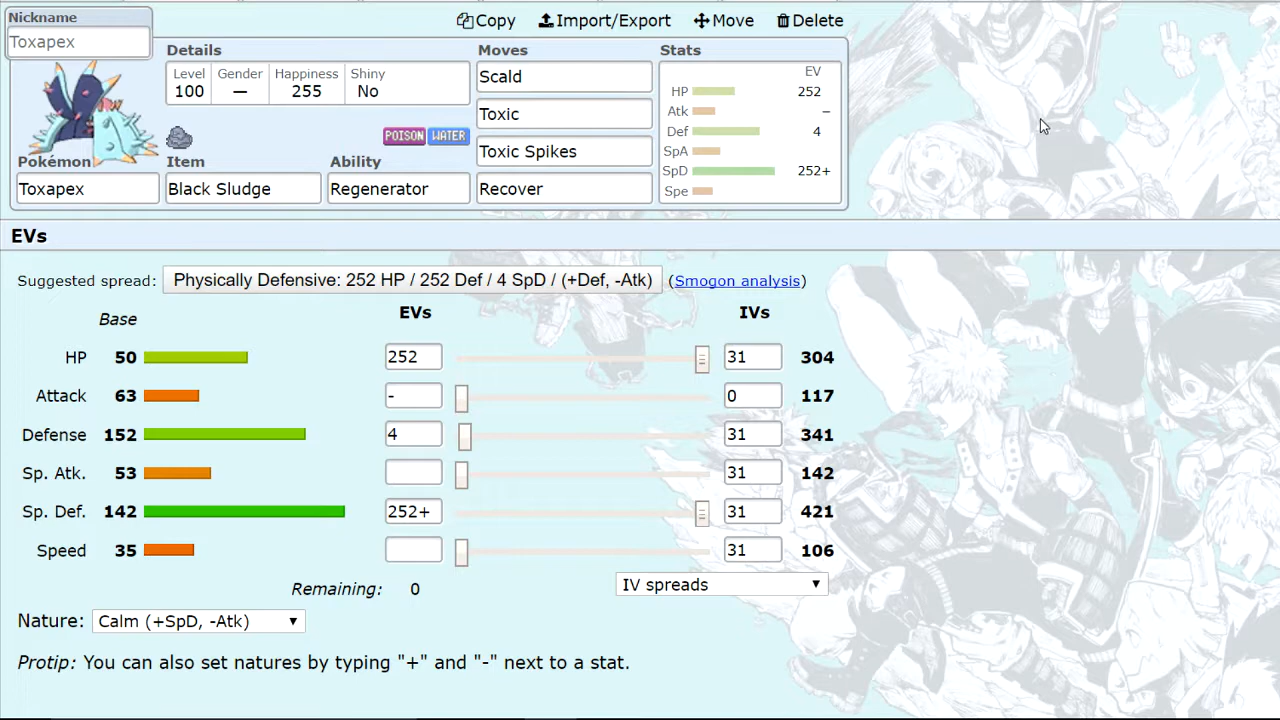 Nickname
Toxapex
Copy Import/Export Move Delete
Details
Level Gender Happiness Shiny
100 — 255 No
POISON WATER
Pokémon Item Ability
Toxapex Black Sludge Regenerator
Moves
Scald
Toxic
Toxic Spikes
Recover
Stats
EV
HP 252
Atk –
Def 4
SpA
SpD 252+
Spe
EVs
Suggested spread: Physically Defensive: 252 HP / 252 Def / 4 SpD / (+Def, -Atk) (Smogon analysis)
Base EVs IVs
HP 50 252 31 304
Attack 63 - 0 117
Defense 152 4 31 341
Sp. Atk. 53 31 142
Sp. Def. 142 252+ 31 421
Speed 35 31 106
Remaining: 0 IV spreads
Nature: Calm (+SpD, -Atk)
Protip: You can also set natures by typing "+" and "-" next to a stat.